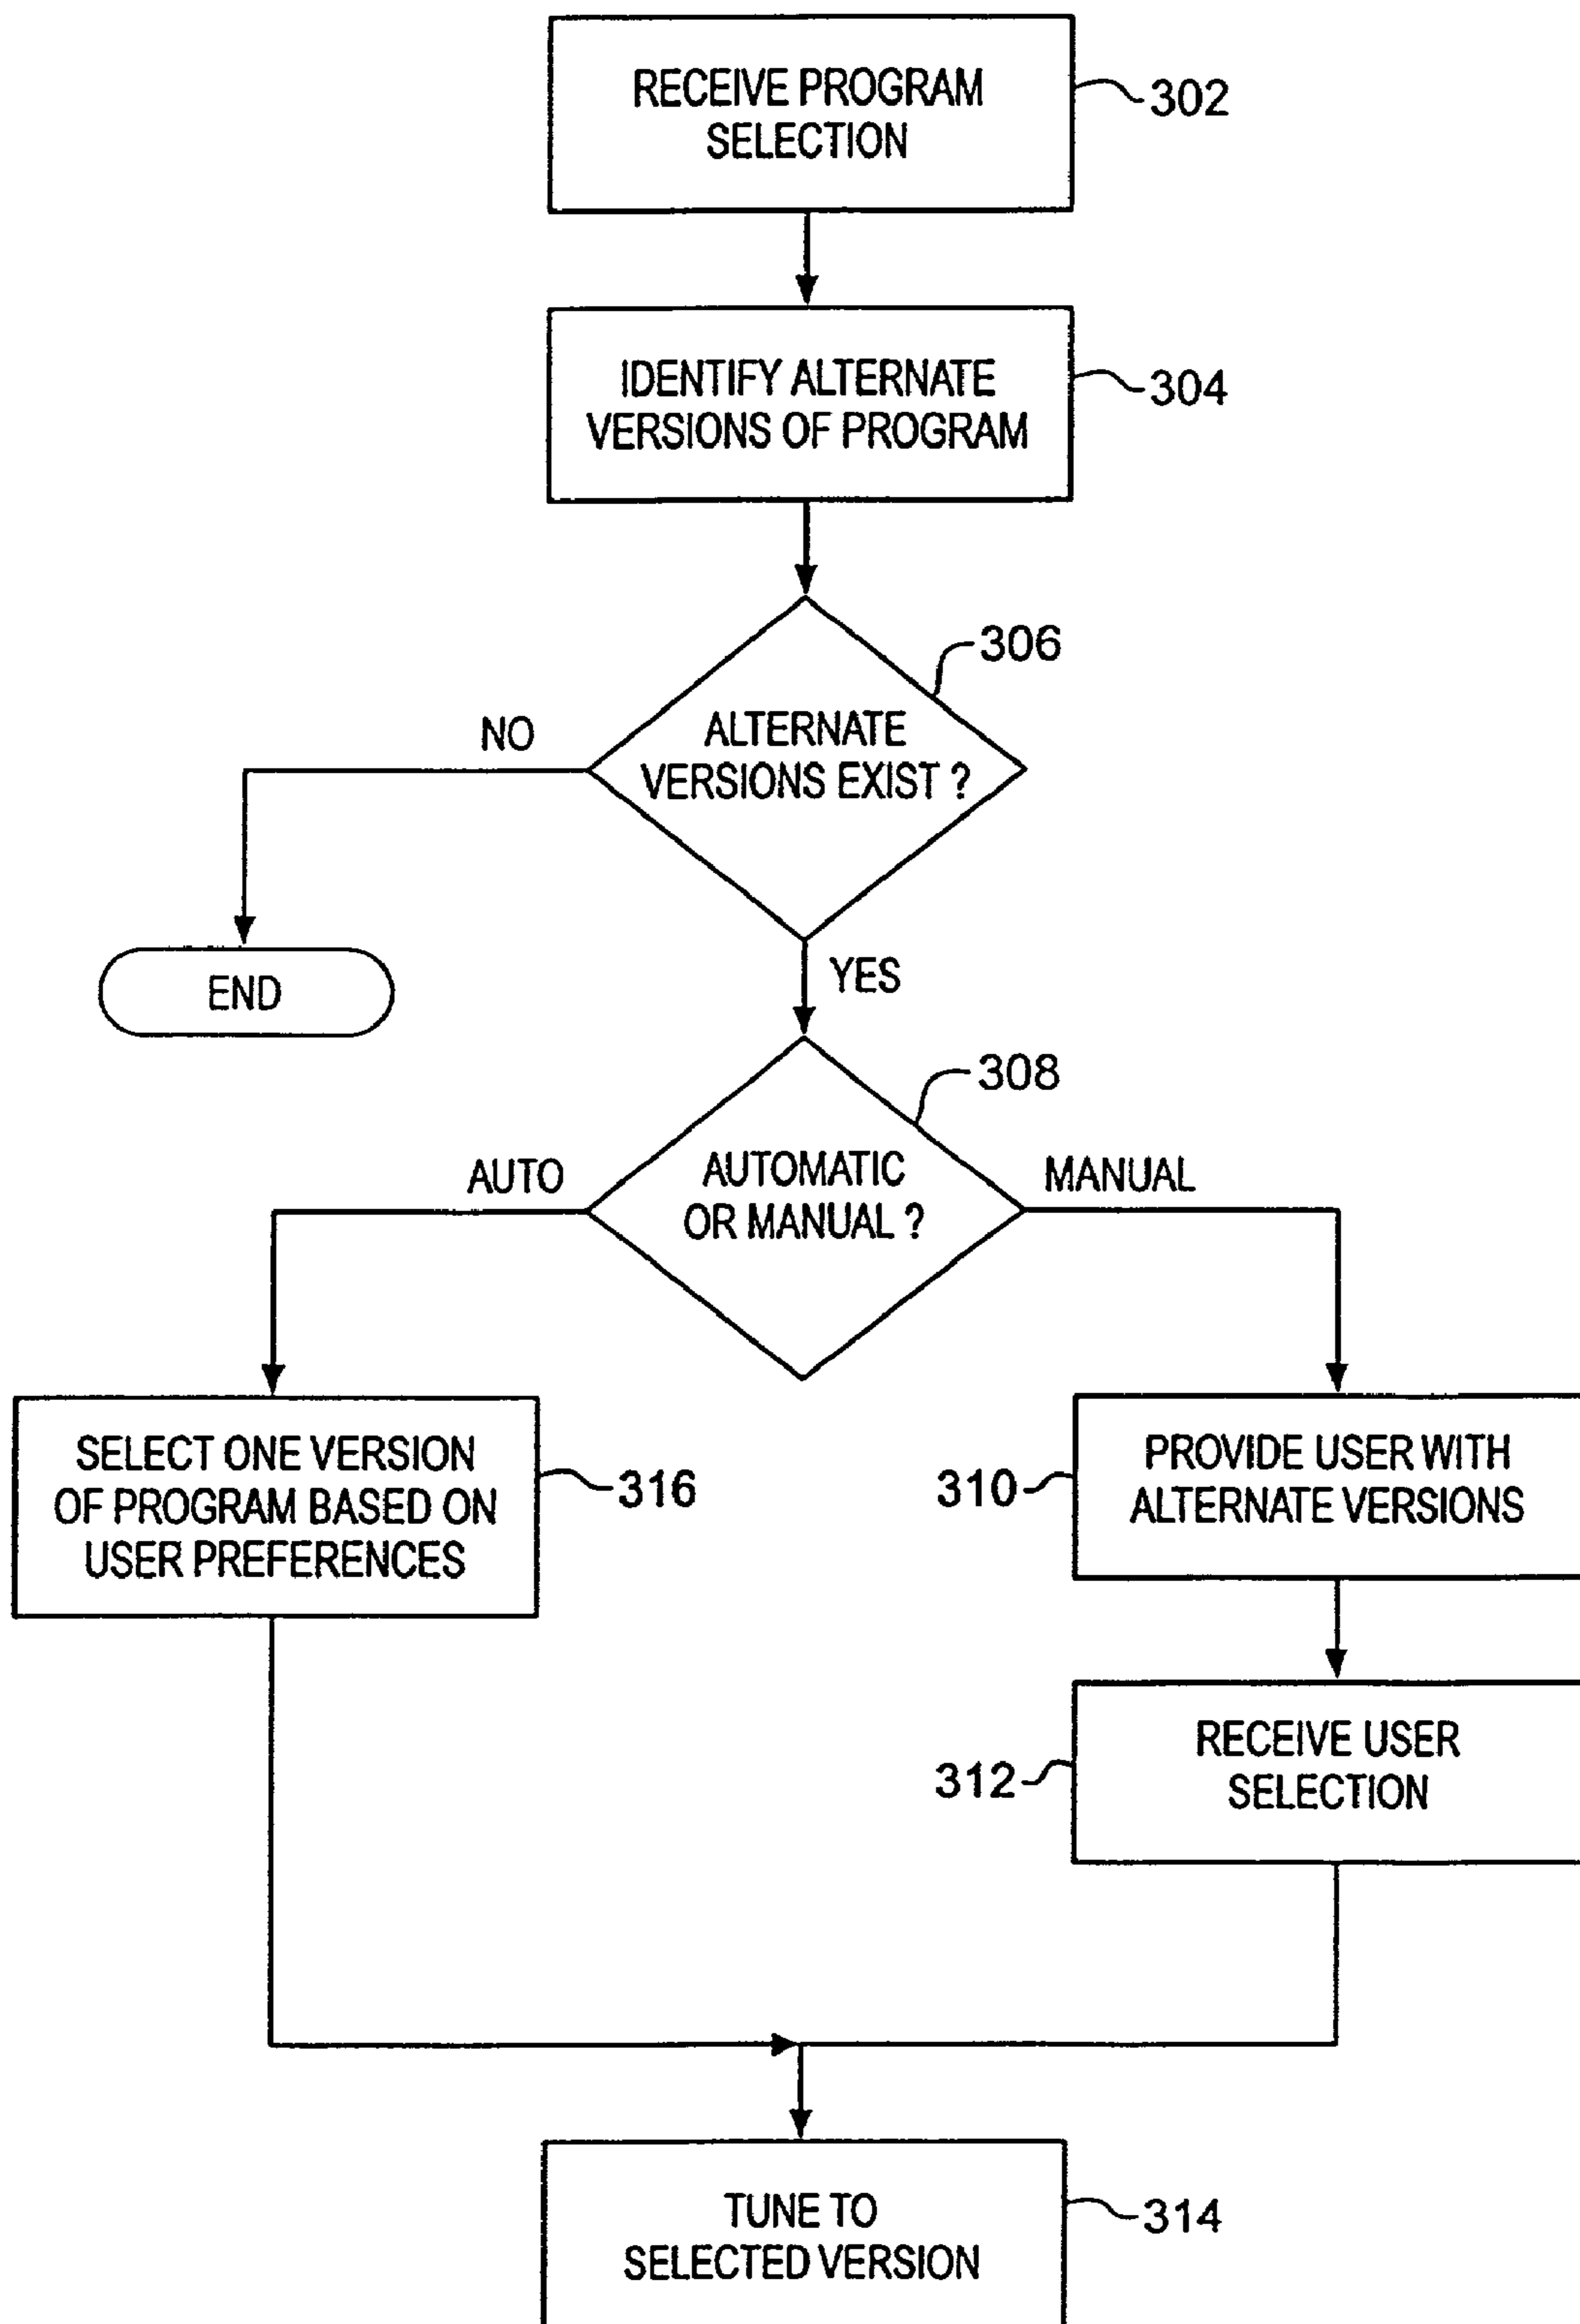 RECEIVE PROGRAM
SELECTION
302
IDENTIFY ALTERNATE
VERSIONS OF PROGRAM
304
306
ALTERNATE
VERSIONS EXIST ?
NO
END
YES
308
AUTOMATIC
OR MANUAL ?
AUTO
MANUAL
SELECT ONE VERSION
OF PROGRAM BASED ON
USER PREFERENCES
316
310
PROVIDE USER WITH
ALTERNATE VERSIONS
312
RECEIVE USER
SELECTION
TUNE TO
SELECTED VERSION
314